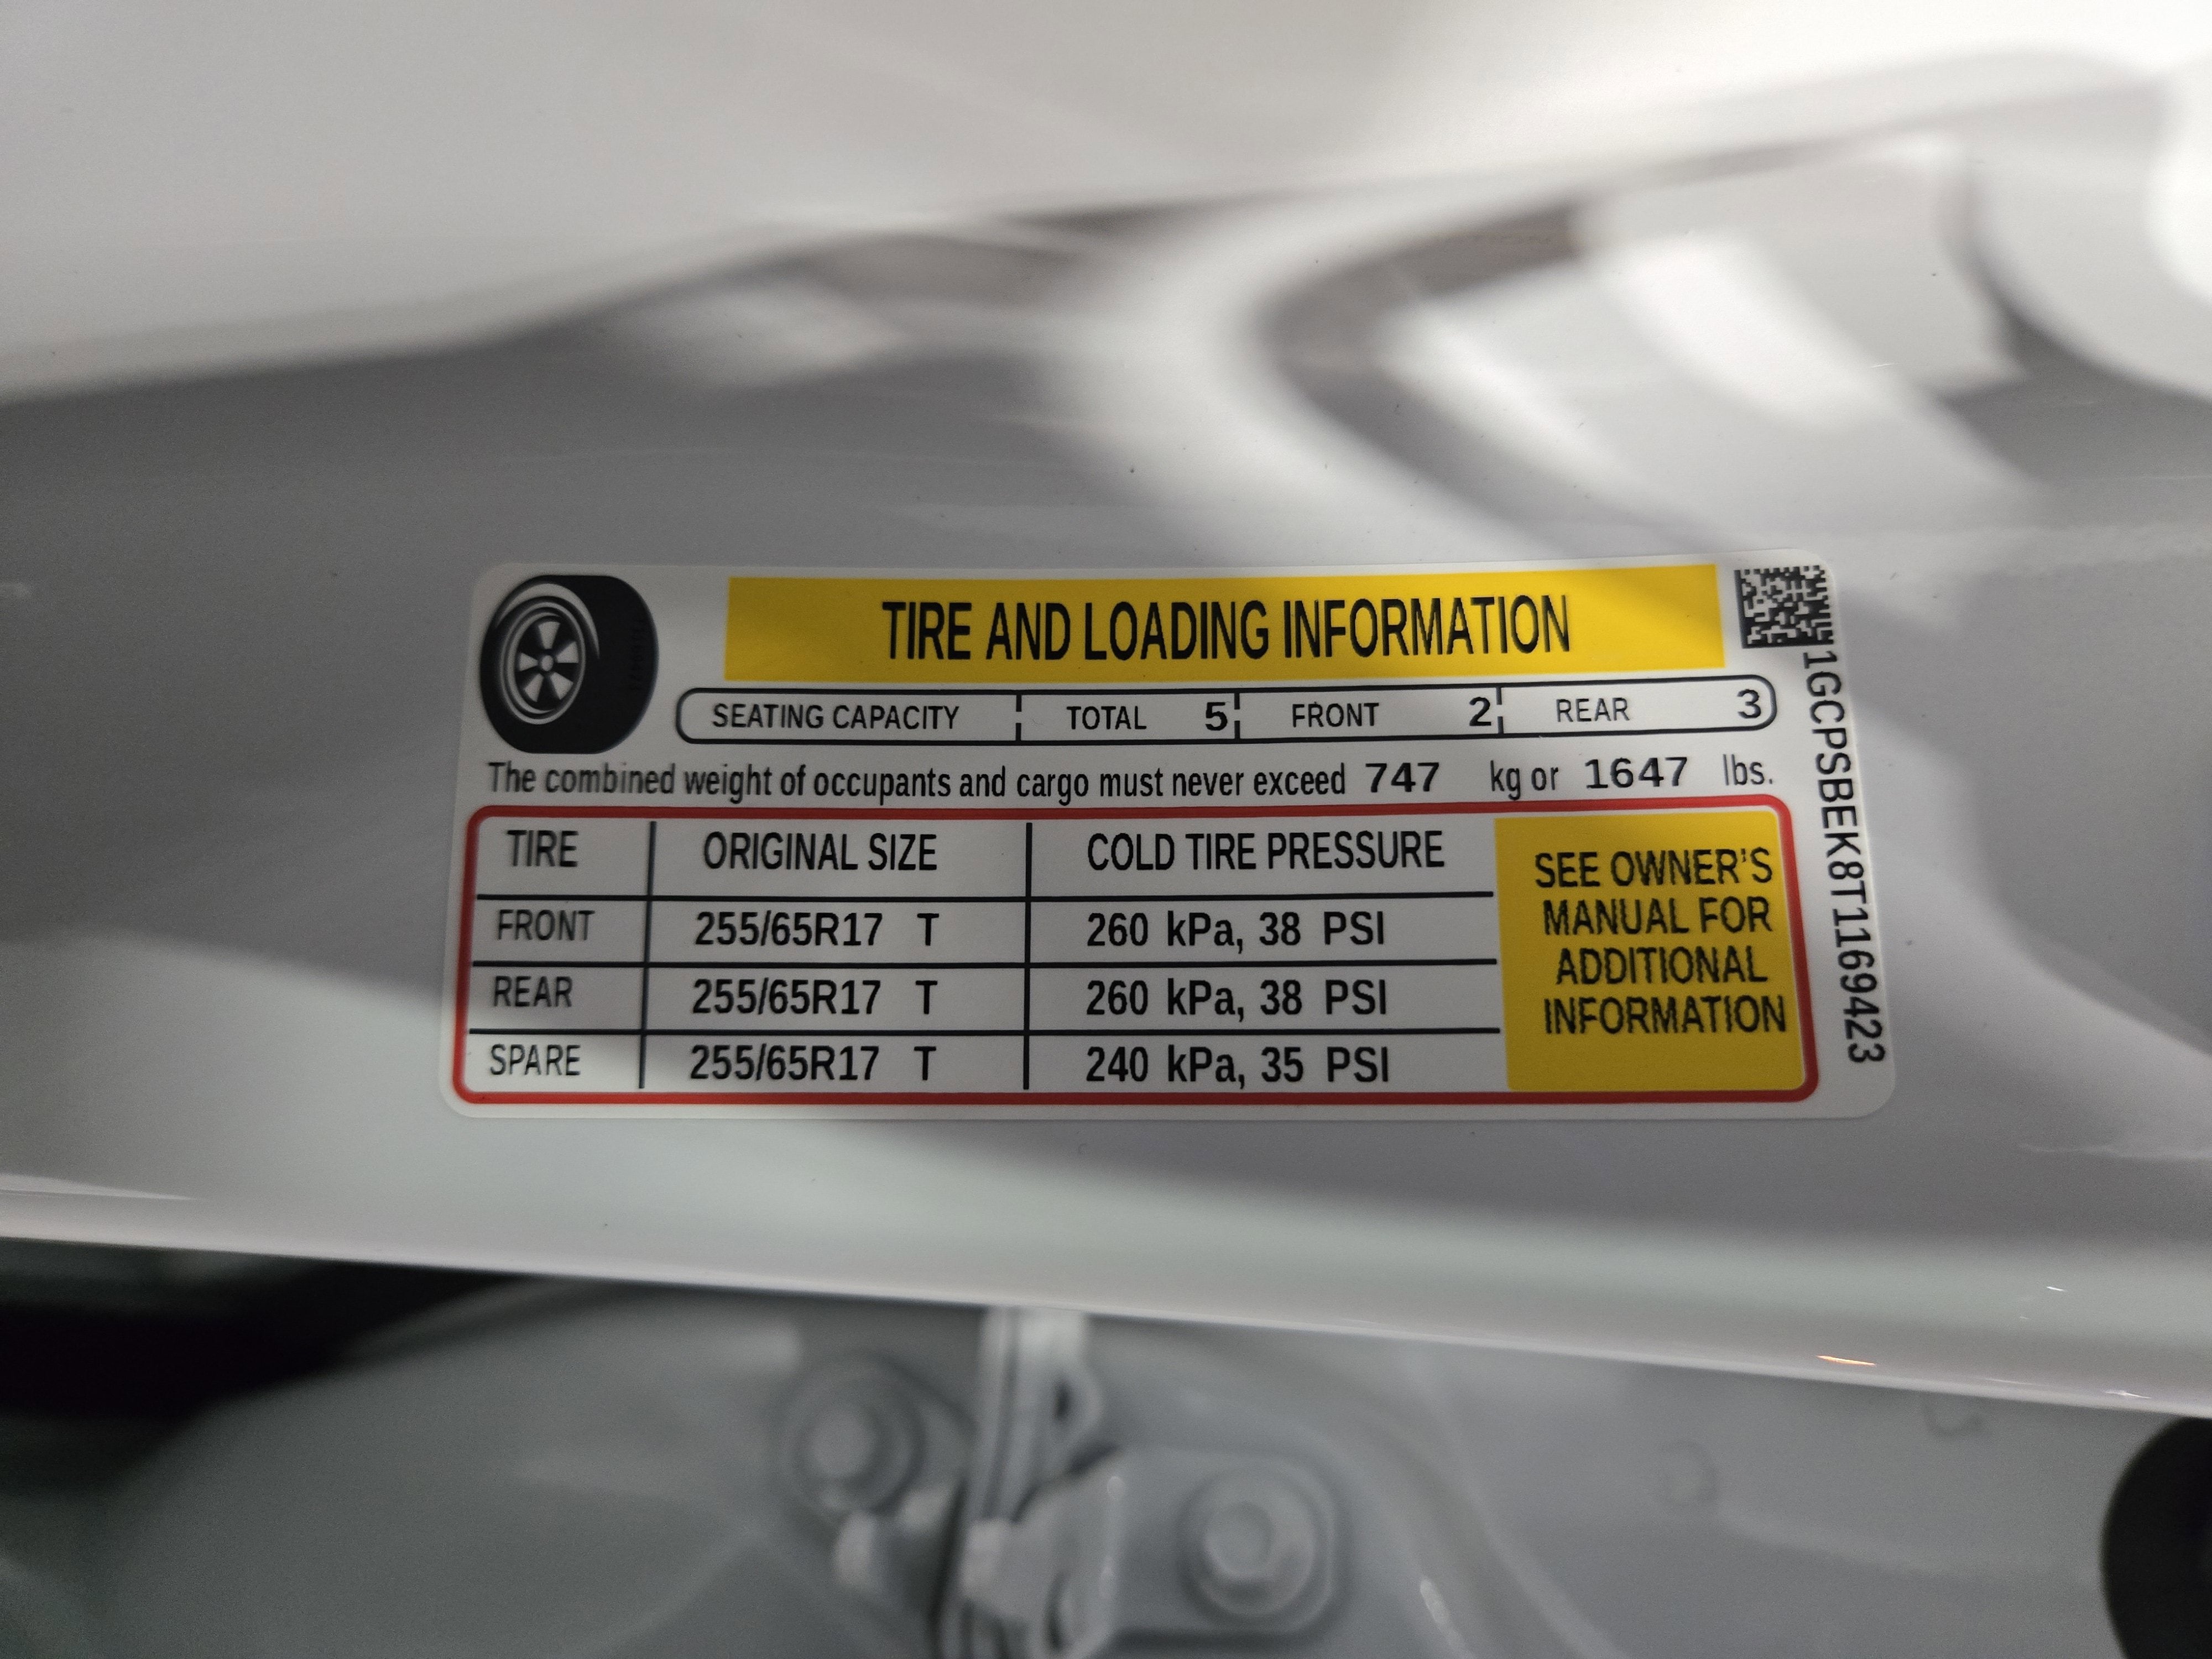 TIRE AND LOADING INFORMATION
SEATING CAPACITY TOTAL 5 FRONT 2 REAR 3
The combined weight of occupants and cargo must never exceed 747 kg or 1647 lbs.
TIRE ORIGINAL SIZE COLD TIRE PRESSURE
FRONT 255/65R17 T 260 kPa, 38 PSI
REAR 255/65R17 T 260 kPa, 38 PSI
SPARE 255/65R17 T 240 kPa, 35 PSI
SEE OWNER'S
MANUAL FOR
ADDITIONAL
INFORMATION
1GCPSBEK8T1169423